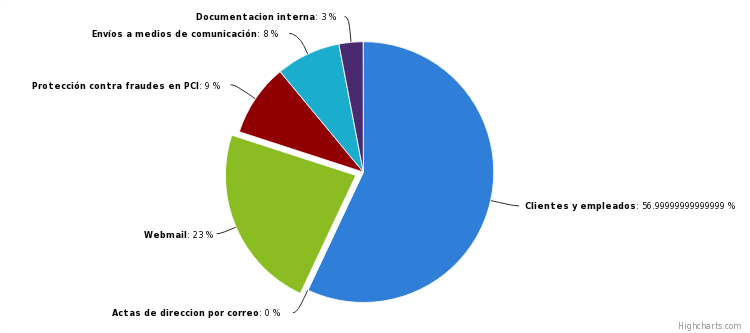 Documentacion interna: 3 %
Envíos a medios de comunicación: 8 %
Protección contra fraudes en PCI: 9 %
Clientes y empleados: 56.99999999999999 %
Webmail: 23 %
Actas de direccion por correo: 0 %
Highcharts.com